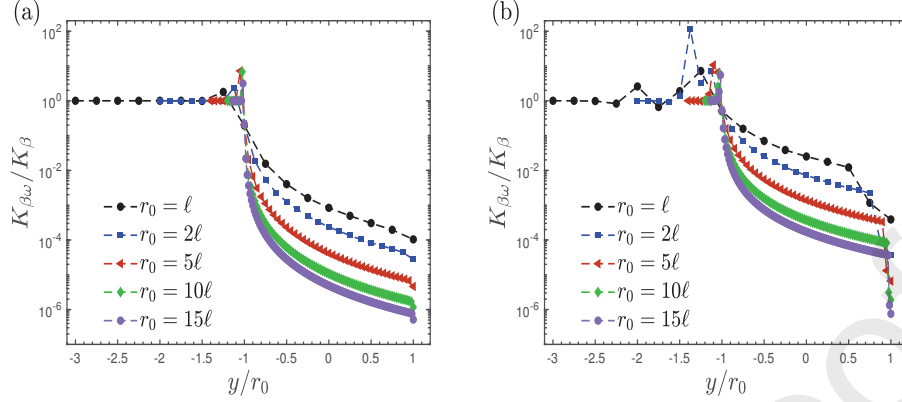 (a)
10^2
10^0
10^-2
10^-4
10^-6
K_βω/K_β
r_0 = ℓ
r_0 = 2ℓ
r_0 = 5ℓ
r_0 = 10ℓ
r_0 = 15ℓ
-3 -2.5 -2 -1.5 -1 -0.5 0 0.5 1
y/r_0
(b)
10^2
10^0
10^-2
10^-4
10^-6
K_βω/K_β
r_0 = ℓ
r_0 = 2ℓ
r_0 = 5ℓ
r_0 = 10ℓ
r_0 = 15ℓ
-3 -2.5 -2 -1.5 -1 -0.5 0 0.5 1
y/r_0